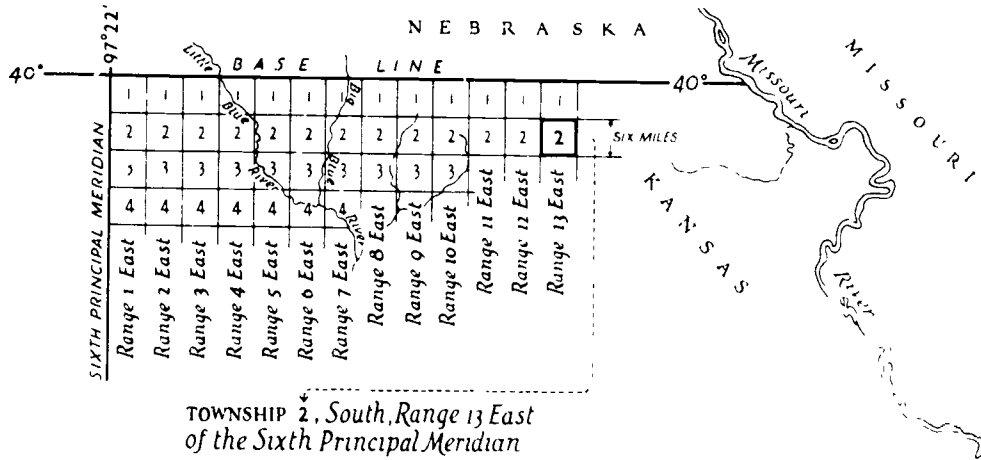 NEBRASKA
97°22'
40°
BASE LINE
40°
Little
Blue
River
Big
Blue
River
Missouri
River
MISSOURI
KANSAS
SIXTH PRINCIPAL MERIDIAN
1 1 1 1 1 1 1 1 1 1 1 1 1
2 2 2 2 2 2 2 2 2 2 2 2 2
SIX MILES
3 3 3 3 3 3 3 3 3 3
4 4 4 4 4 4 4
Range 1 East
Range 2 East
Range 3 East
Range 4 East
Range 5 East
Range 6 East
Range 7 East
Range 8 East
Range 9 East
Range 10 East
Range 11 East
Range 12 East
Range 13 East
TOWNSHIP 2, South, Range 13 East
of the Sixth Principal Meridian